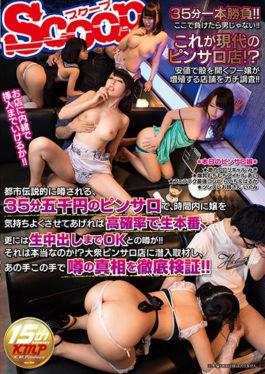 スクープ
Scoop
35分一本勝負!!
ここで負けたら男じゃない!!
これが現代の
ピンサロ店!?
安値で股を開くフー嬢が
増殖する店舗をガチ調査!!
お店に内緒で
挿入までいけるか!!
都市伝説的に噂される、
35分五千円のピンサロで、時間内に嬢を
気持ちよくさせてあげれば高確率で生本番、
更には生中出しまでOKとの噂が!!
それは本当なのか!?大衆ピンサロ店に潜入取材し、
あの手この手で噂の真相を徹底検証!!
15th
K.M.P